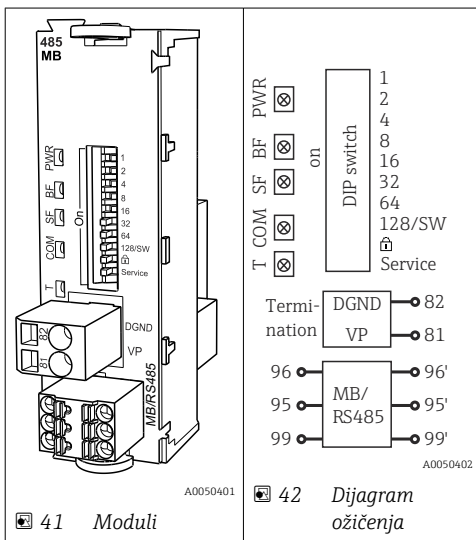 485
MB
PWR
BF
SF
COM
T
On
1
2
4
8
16
32
64
128/SW
Service
82
81
DGND
VP
MB/RS485
A0050401
41 Moduli
PWR
BF
SF
COM
T
on
DIP switch
1
2
4
8
16
32
64
128/SW
Service
Termi-
nation
DGND
VP
82
81
96
95
99
MB/
RS485
96'
95'
99'
A0050402
42 Dijagram
ožičenja